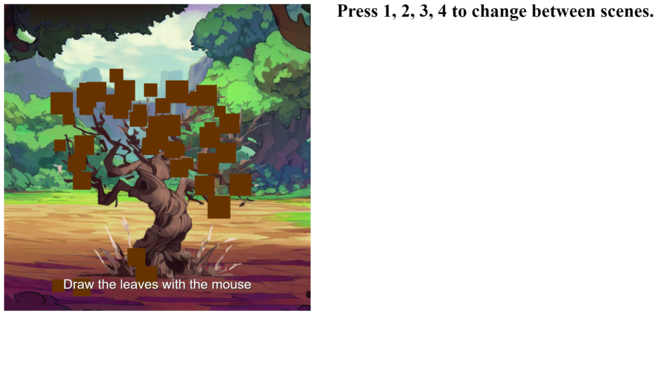 Press 1, 2, 3, 4 to change between scenes.
Draw the leaves with the mouse